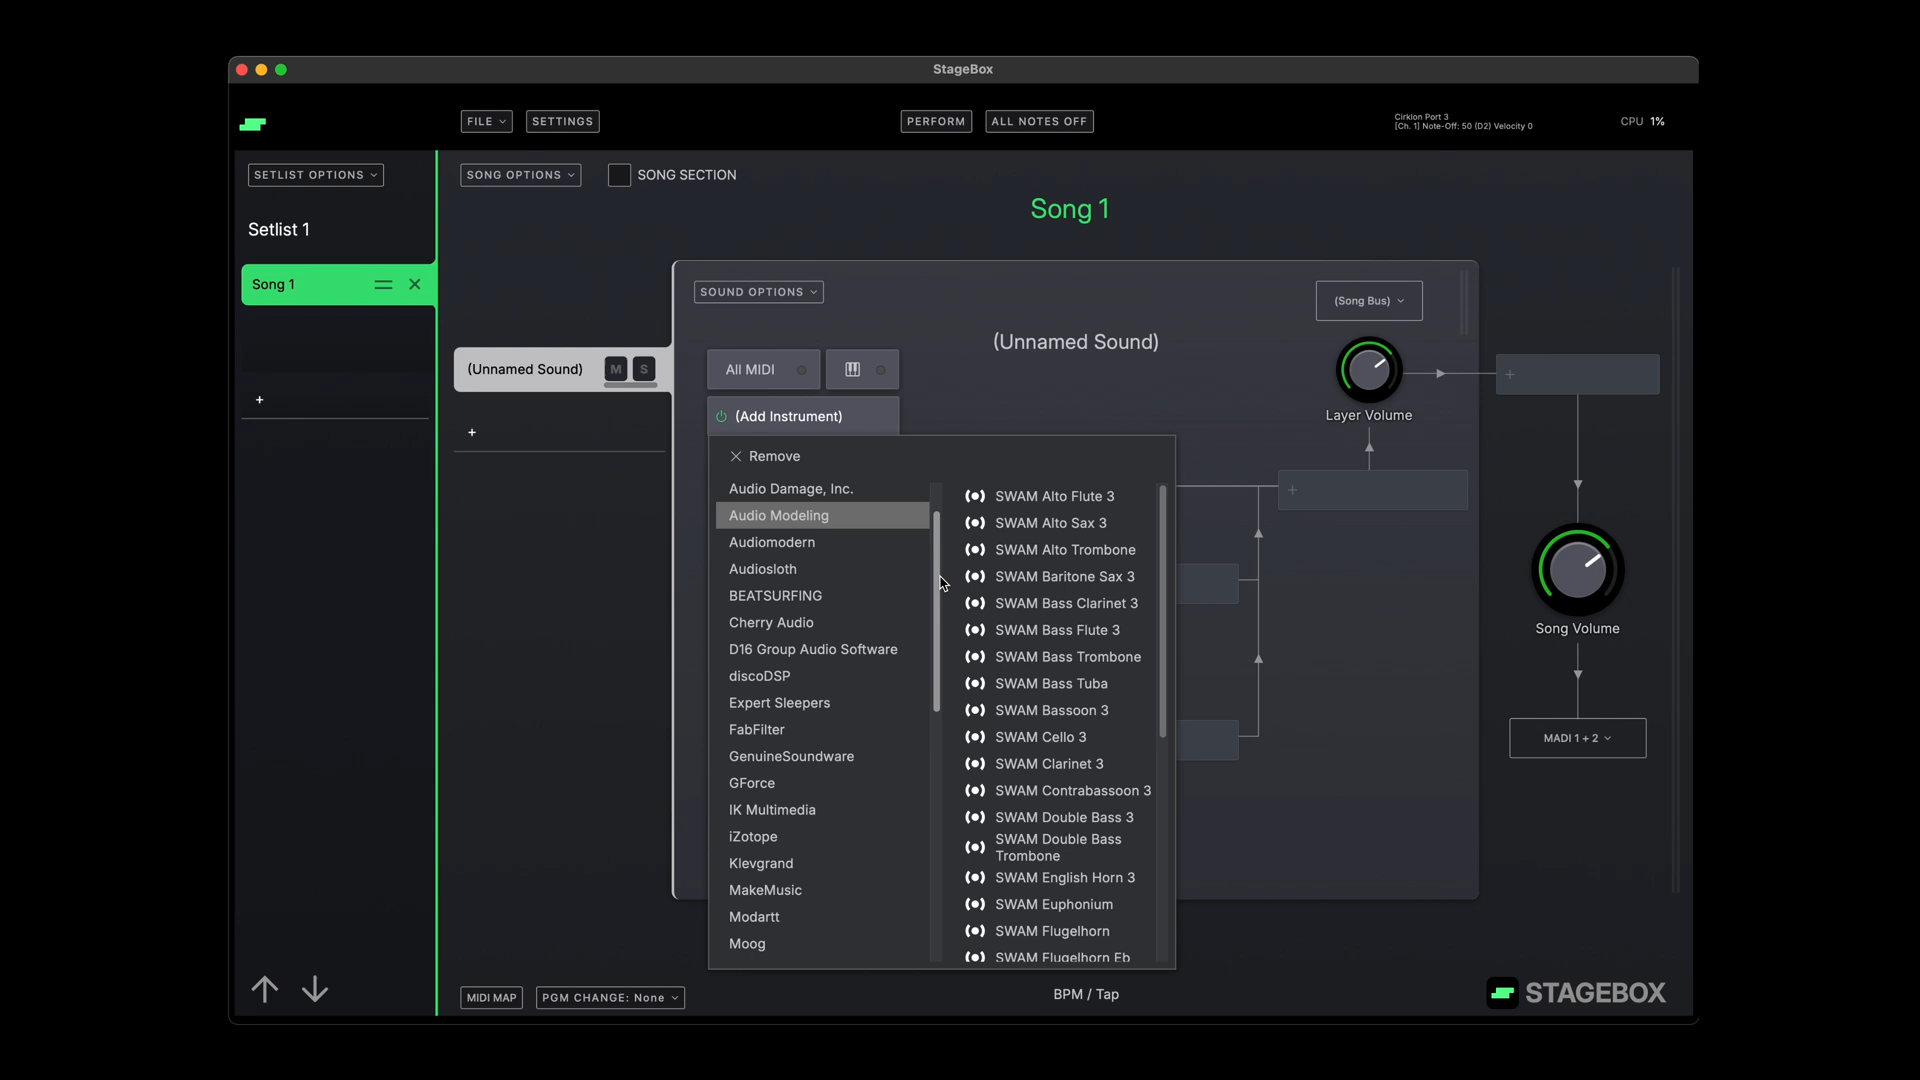 StageBox
FILE
SETTINGS
PERFORM
ALL NOTES OFF
Cirklon Port 3
[Ch. 1] Note-Off: 50 (D2) Velocity 0
CPU 1%
SETLIST OPTIONS
SONG OPTIONS
SONG SECTION
Song 1
Setlist 1
Song 1
+
SOUND OPTIONS
(Song Bus)
(Unnamed Sound)
(Unnamed Sound)
M
S
+
All MIDI
(Add Instrument)
Layer Volume
+
+
Song Volume
MADI 1 + 2
Remove
Audio Damage, Inc.
Audio Modeling
Audiomodern
Audiosloth
BEATSURFING
Cherry Audio
D16 Group Audio Software
discoDSP
Expert Sleepers
FabFilter
GenuineSoundware
GForce
IK Multimedia
iZotope
Klevgrand
MakeMusic
Modartt
Moog
SWAM Alto Flute 3
SWAM Alto Sax 3
SWAM Alto Trombone
SWAM Baritone Sax 3
SWAM Bass Clarinet 3
SWAM Bass Flute 3
SWAM Bass Trombone
SWAM Bass Tuba
SWAM Bassoon 3
SWAM Cello 3
SWAM Clarinet 3
SWAM Contrabassoon 3
SWAM Double Bass 3
SWAM Double Bass
Trombone
SWAM English Horn 3
SWAM Euphonium
SWAM Flugelhorn
SWAM Flugelhorn Eb
MIDI MAP
PGM CHANGE: None
BPM / Tap
STAGEBOX